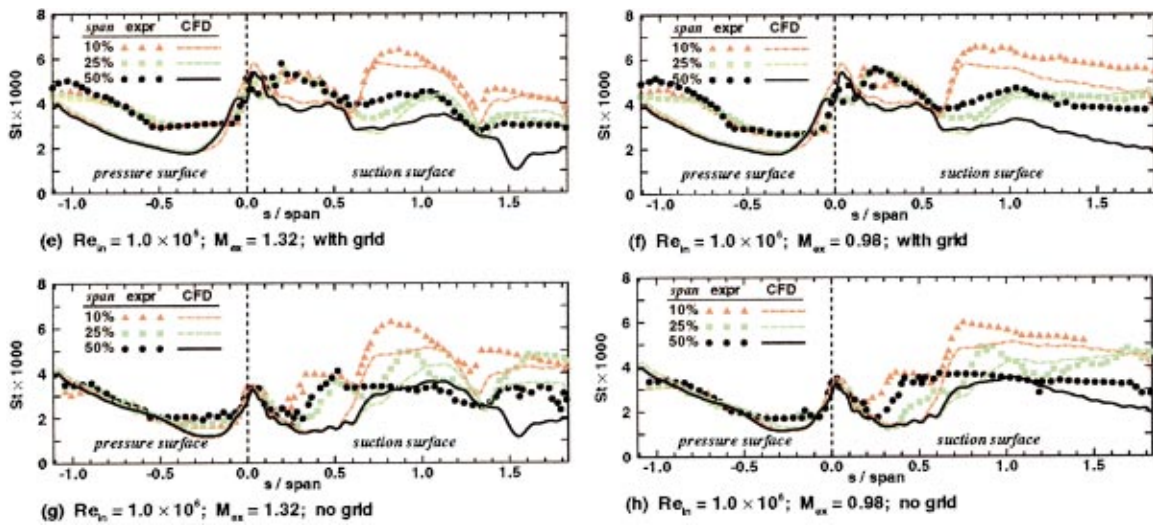 St × 1000
8
6
4
2
0
span expr CFD
10%
25%
50%
pressure surface
suction surface
-1.0 -0.5 0.0 0.5 1.0 1.5
s / span
(e) Re_in = 1.0 × 10⁶; M_ex = 1.32; with grid
St × 1000
8
6
4
2
0
span expr CFD
10%
25%
50%
pressure surface
suction surface
-1.0 -0.5 0.0 0.5 1.0 1.5
s / span
(f) Re_in = 1.0 × 10⁶; M_ex = 0.98; with grid
St × 1000
8
6
4
2
0
span expr CFD
10%
25%
50%
pressure surface
suction surface
-1.0 -0.5 0.0 0.5 1.0 1.5
s / span
(g) Re_in = 1.0 × 10⁶; M_ex = 1.32; no grid
St × 1000
8
6
4
2
0
span expr CFD
10%
25%
50%
pressure surface
suction surface
-1.0 -0.5 0.0 0.5 1.0 1.5
s / span
(h) Re_in = 1.0 × 10⁶; M_ex = 0.98; no grid